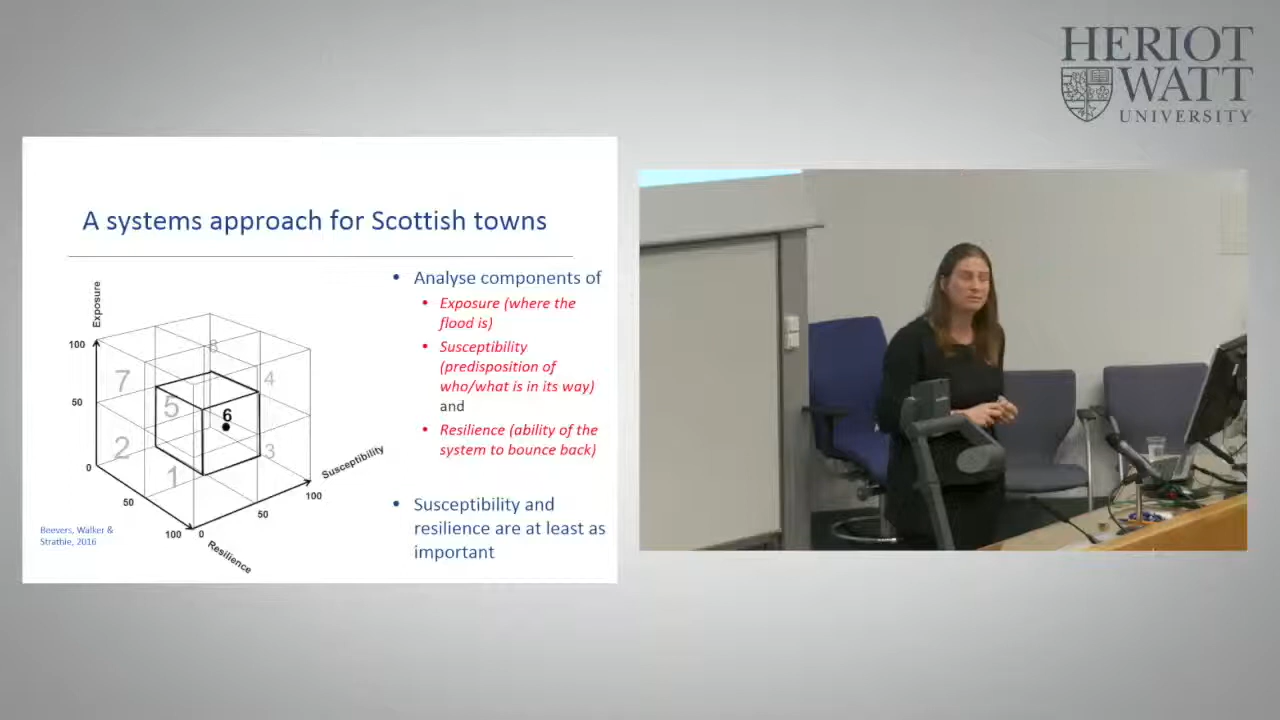 HERIOT
WATT
UNIVERSITY
A systems approach for Scottish towns
Exposure
100
50
0
50
100
0
50
100
Resilience
Susceptibility
7
8
4
5
6
2
3
1
Beevers, Walker &
Strathie, 2016
• Analyse components of
• Exposure (where the
flood is)
• Susceptibility
(predisposition of
who/what is in its way)
and
• Resilience (ability of the
system to bounce back)
• Susceptibility and
resilience are at least as
important